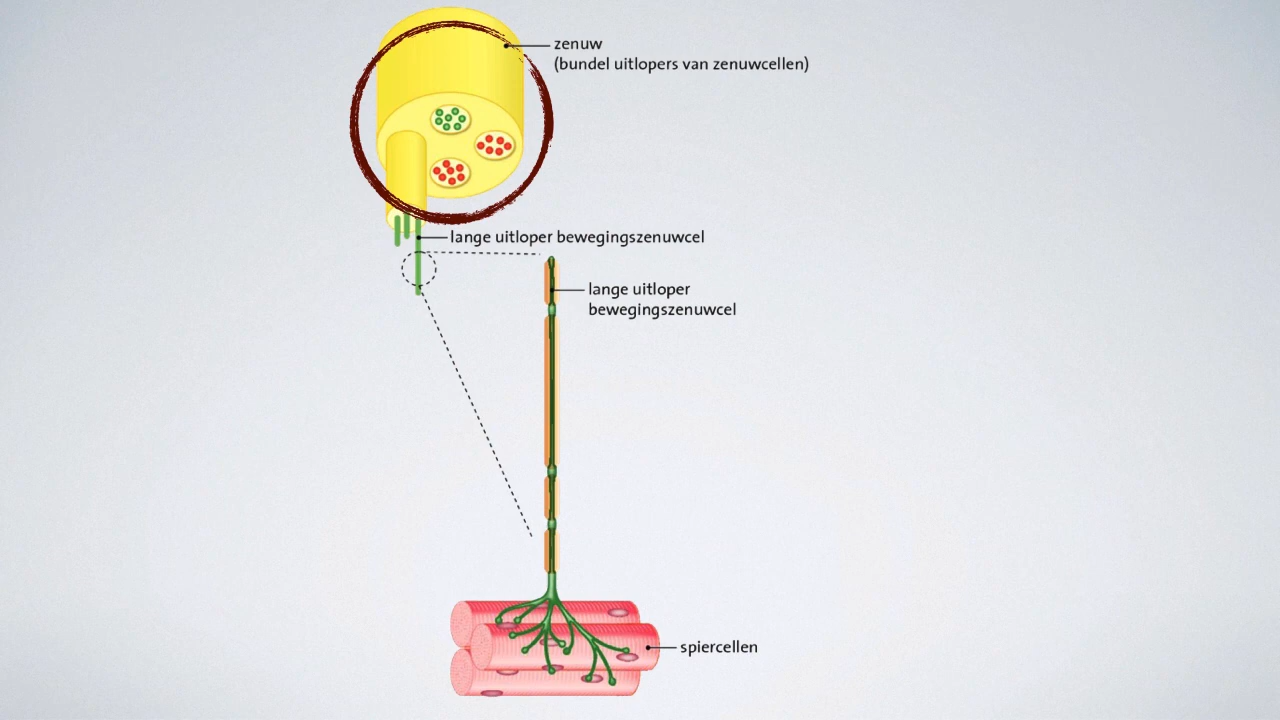 zenuw
(bundel uitlopers van zenuwcellen)
lange uitloper bewegingszenuwcel
lange uitloper
bewegingszenuwcel
spiercellen